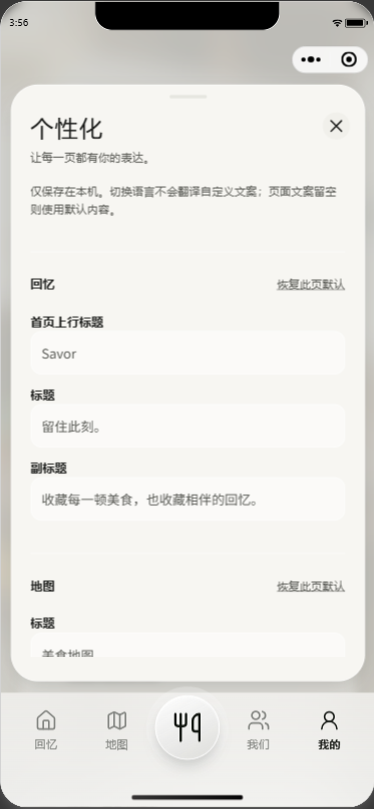 3:56
个性化
让每一页都有你的表达。
仅保存在本机。切换语言不会翻译自定义文案；页面文案留空
则使用默认内容。
回忆
恢复此页默认
首页上行标题
Savor
标题
留住此刻。
副标题
收藏每一顿美食，也收藏相伴的回忆。
地图
恢复此页默认
标题
美食地图
回忆
地图
我们
我的